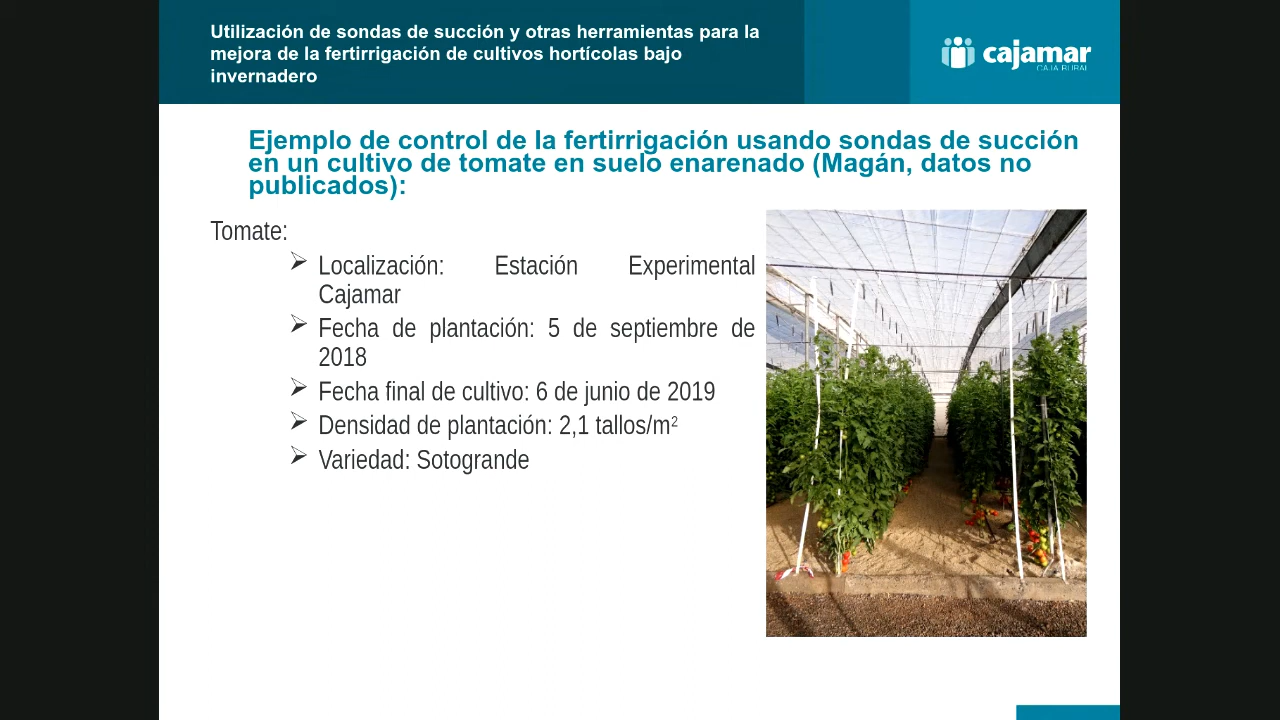 Utilización de sondas de succión y otras herramientas para la
mejora de la fertirrigación de cultivos hortícolas bajo
invernadero
cajamar
CAJA RURAL
Ejemplo de control de la fertirrigación usando sondas de succión
en un cultivo de tomate en suelo enarenado (Magán, datos no
publicados):
Tomate:
➢ Localización: Estación Experimental
Cajamar
➢ Fecha de plantación: 5 de septiembre de
2018
➢ Fecha final de cultivo: 6 de junio de 2019
➢ Densidad de plantación: 2,1 tallos/m²
➢ Variedad: Sotogrande